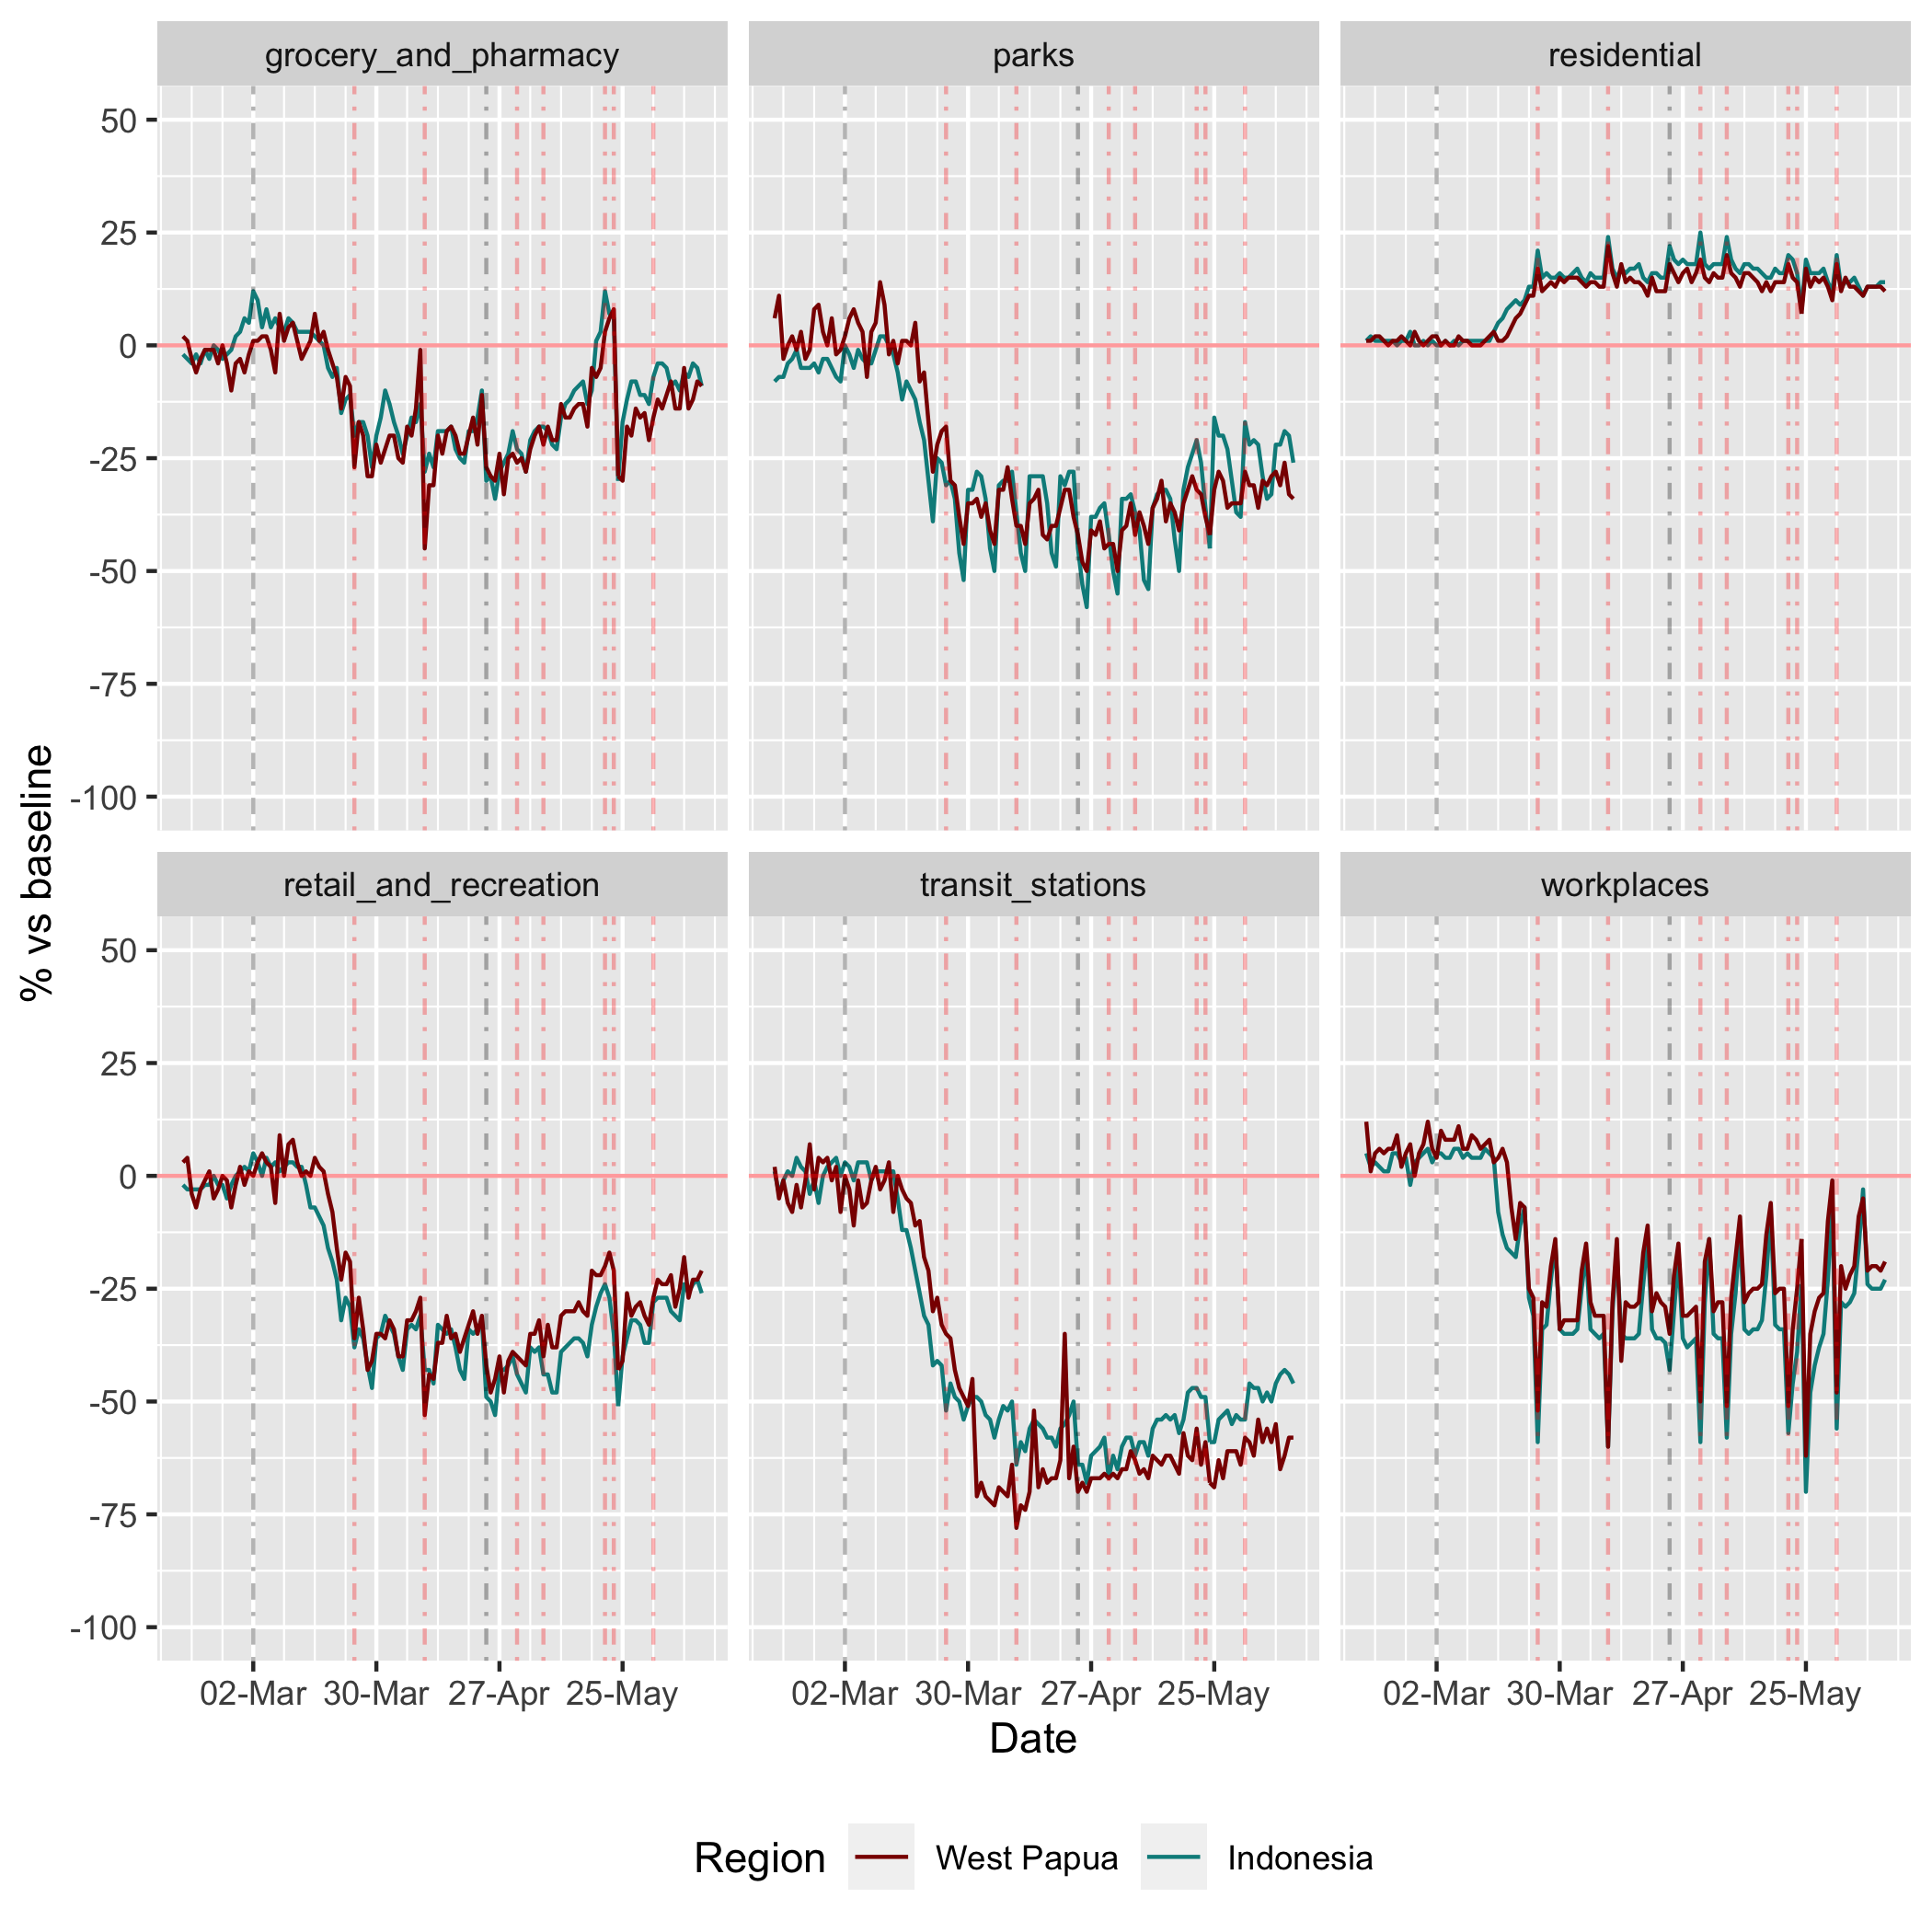 grocery_and_pharmacy parks residential
50
25
0
-25
-50
-75
-100
retail_and_recreation transit_stations workplaces
50
25
0
-25
-50
-75
-100
% vs baseline
02-Mar 30-Mar 27-Apr 25-May 02-Mar 30-Mar 27-Apr 25-May 02-Mar 30-Mar 27-Apr 25-May
Date
Region West Papua Indonesia